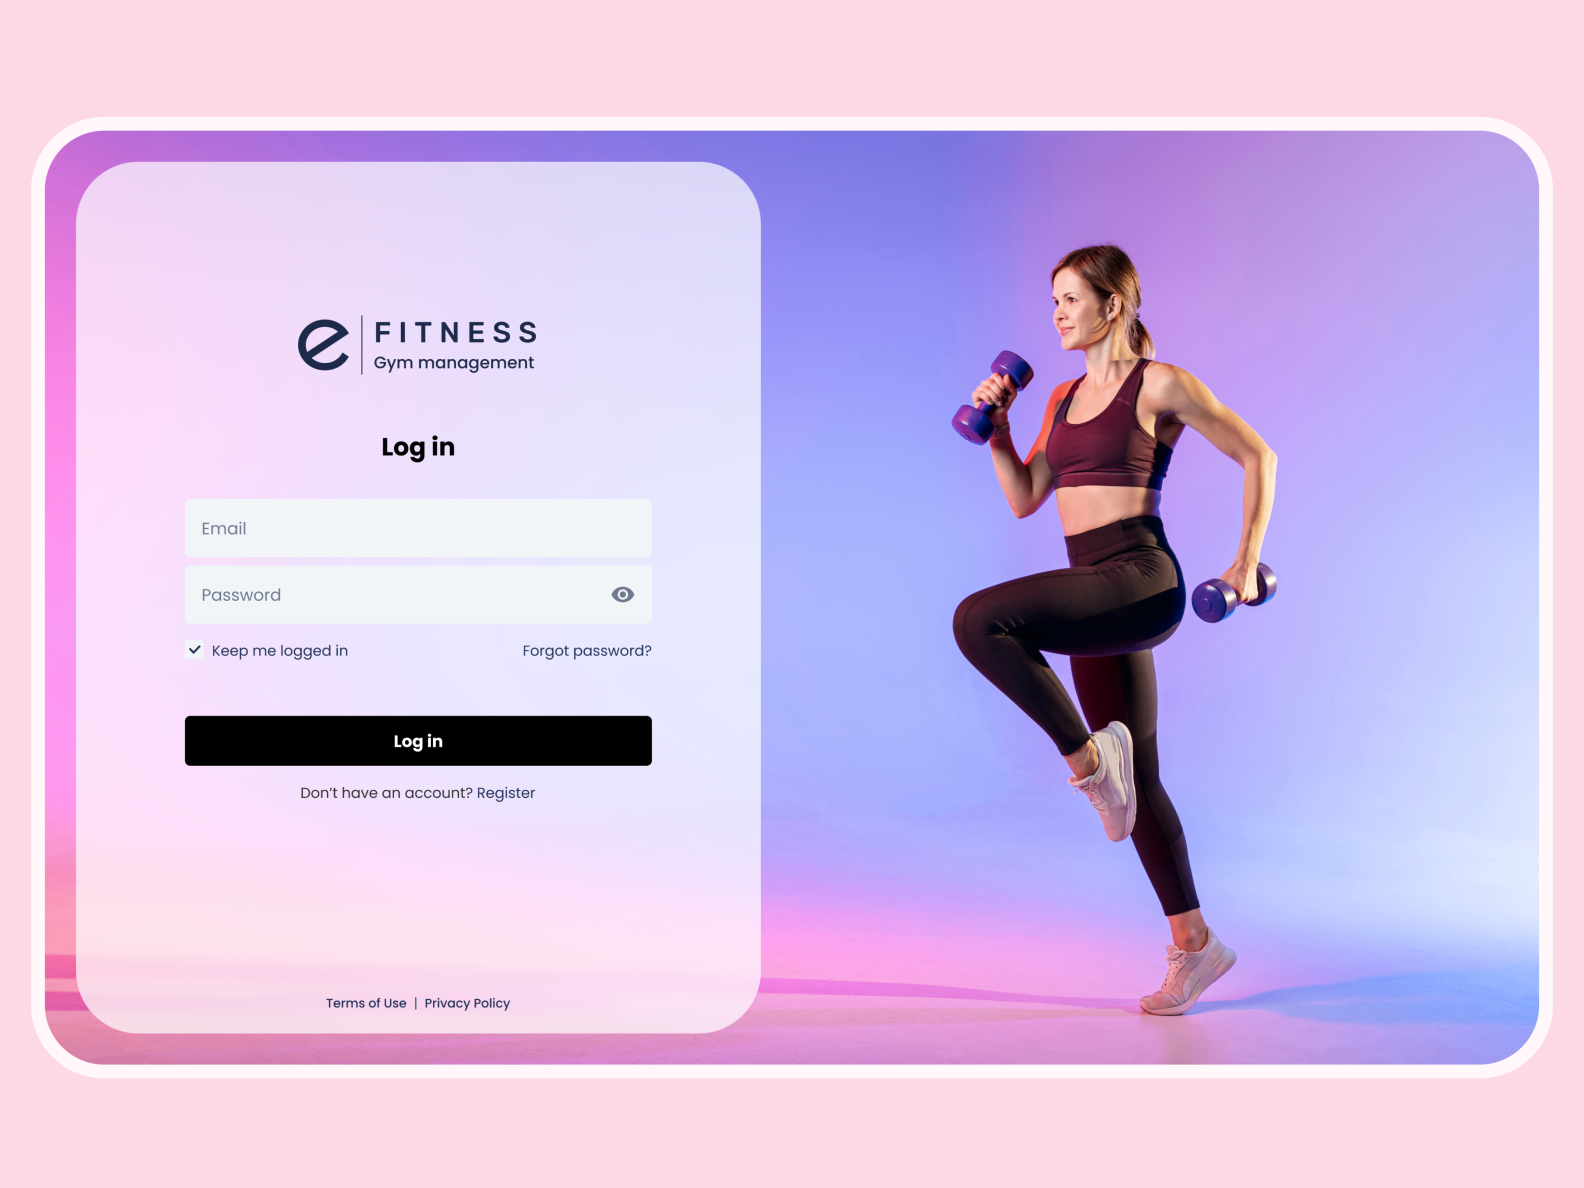 e FITNESS
Gym management
Log in
Email
Password
Keep me logged in
Forgot password?
Log in
Don’t have an account? Register
Terms of Use | Privacy Policy